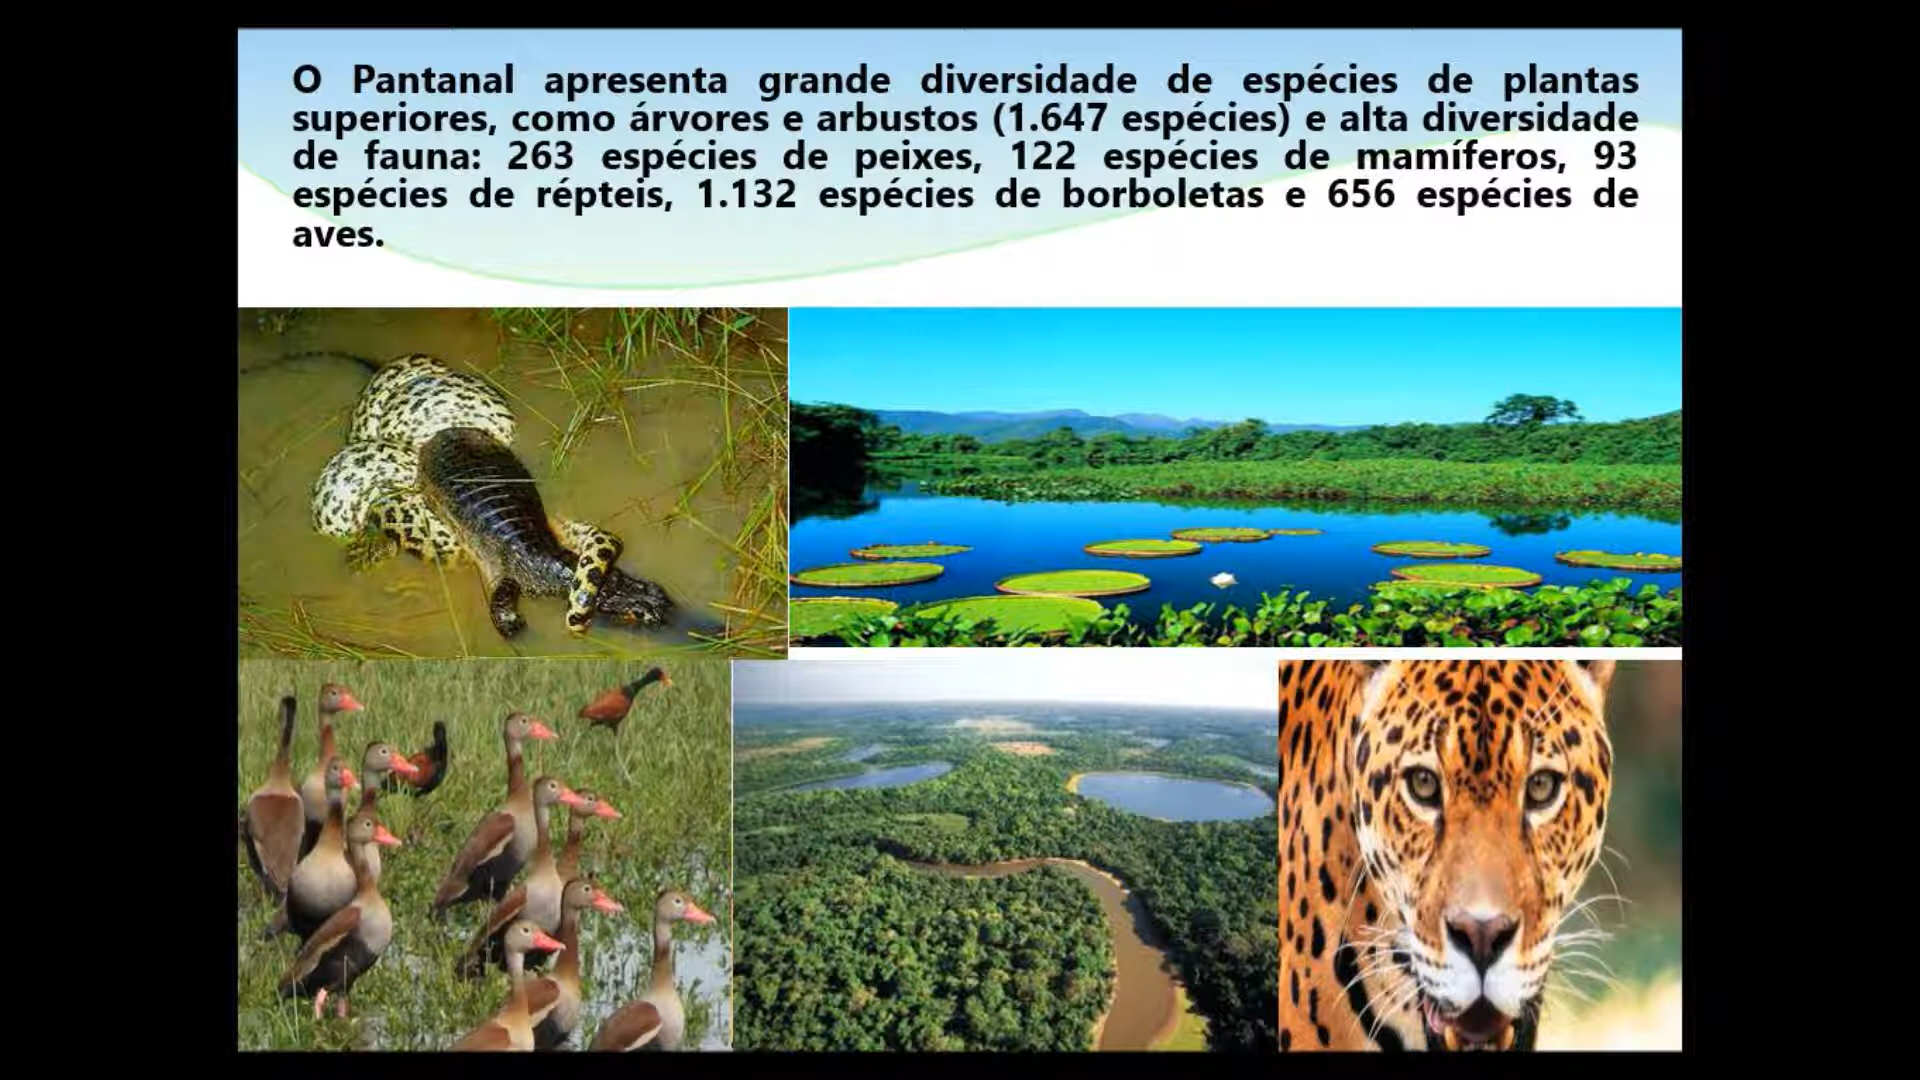 O Pantanal apresenta grande diversidade de espécies de plantas
superiores, como árvores e arbustos (1.647 espécies) e alta diversidade
de fauna: 263 espécies de peixes, 122 espécies de mamíferos, 93
espécies de répteis, 1.132 espécies de borboletas e 656 espécies de
aves.